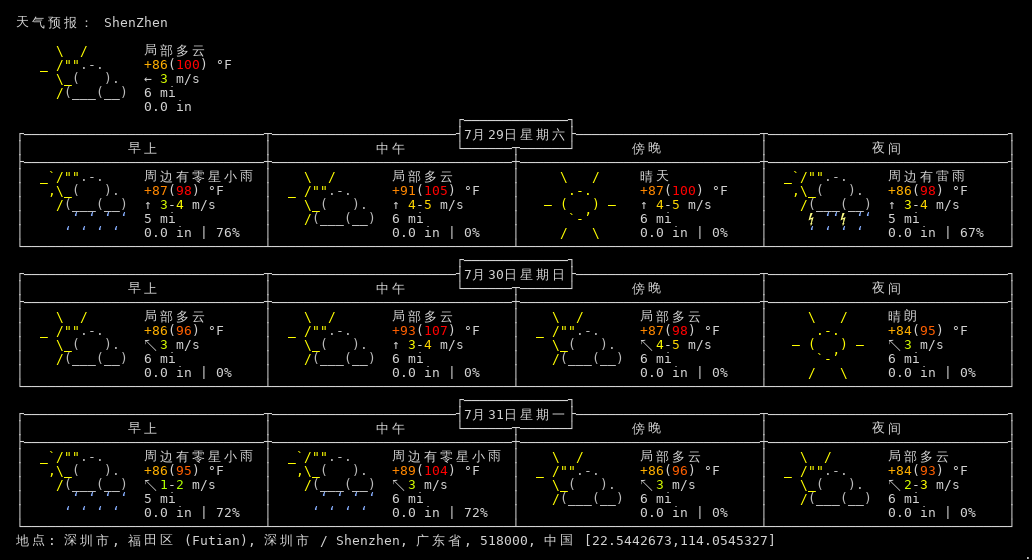 天气预报： ShenZhen
局部多云
+86(100) °F
← 3 m/s
6 mi
0.0 in
7月29日星期六
早上 中午 傍晚 夜间
周边有零星小雨 局部多云 晴天 周边有雷雨
+87(98) °F +91(105) °F +87(100) °F +86(98) °F
↑ 3-4 m/s ↑ 4-5 m/s ↑ 4-5 m/s ↑ 3-4 m/s
5 mi 6 mi 6 mi 5 mi
0.0 in | 76% 0.0 in | 0% 0.0 in | 0% 0.0 in | 67%
7月30日星期日
早上 中午 傍晚 夜间
局部多云 局部多云 局部多云 晴朗
+86(96) °F +93(107) °F +87(98) °F +84(95) °F
↖ 3 m/s ↑ 3-4 m/s ↖ 4-5 m/s ↖ 3 m/s
6 mi 6 mi 6 mi 6 mi
0.0 in | 0% 0.0 in | 0% 0.0 in | 0% 0.0 in | 0%
7月31日星期一
早上 中午 傍晚 夜间
周边有零星小雨 周边有零星小雨 局部多云 局部多云
+86(95) °F +89(104) °F +86(96) °F +84(93) °F
↖ 1-2 m/s ↖ 3 m/s ↖ 3 m/s ↖ 2-3 m/s
5 mi 6 mi 6 mi 6 mi
0.0 in | 72% 0.0 in | 72% 0.0 in | 0% 0.0 in | 0%
地点: 深圳市, 福田区 (Futian), 深圳市 / Shenzhen, 广东省, 518000, 中国 [22.5442673,114.0545327]